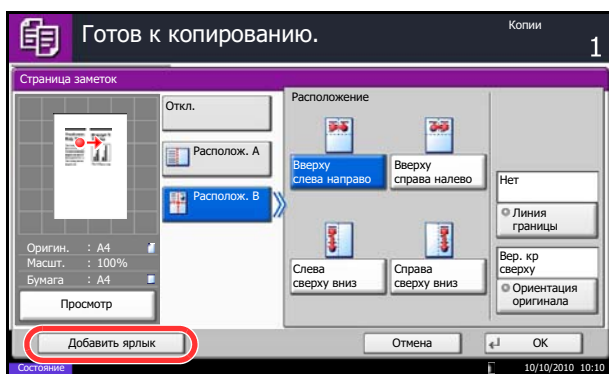 Готов к копированию.
Копии
1
Страница заметок
Откл.
Располож. A
Располож. B
Расположение
Вверху
слева направо
Вверху
справа налево
Слева
сверху вниз
Справа
сверху вниз
Нет
Линия
границы
Вер. кр
сверху
Ориентация
оригинала
Оригин. : A4
Масшт. : 100%
Бумага : A4
Просмотр
Добавить ярлык
Отмена
OK
Состояние
10/10/2010 10:10